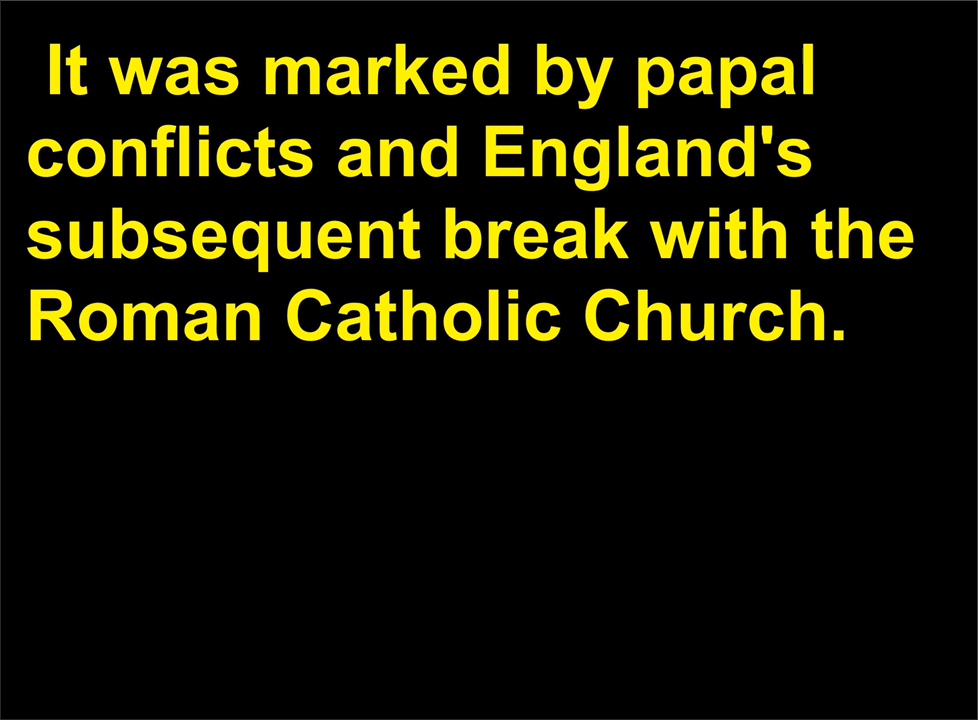 It was marked by papal
conflicts and England's
subsequent break with the
Roman Catholic Church.